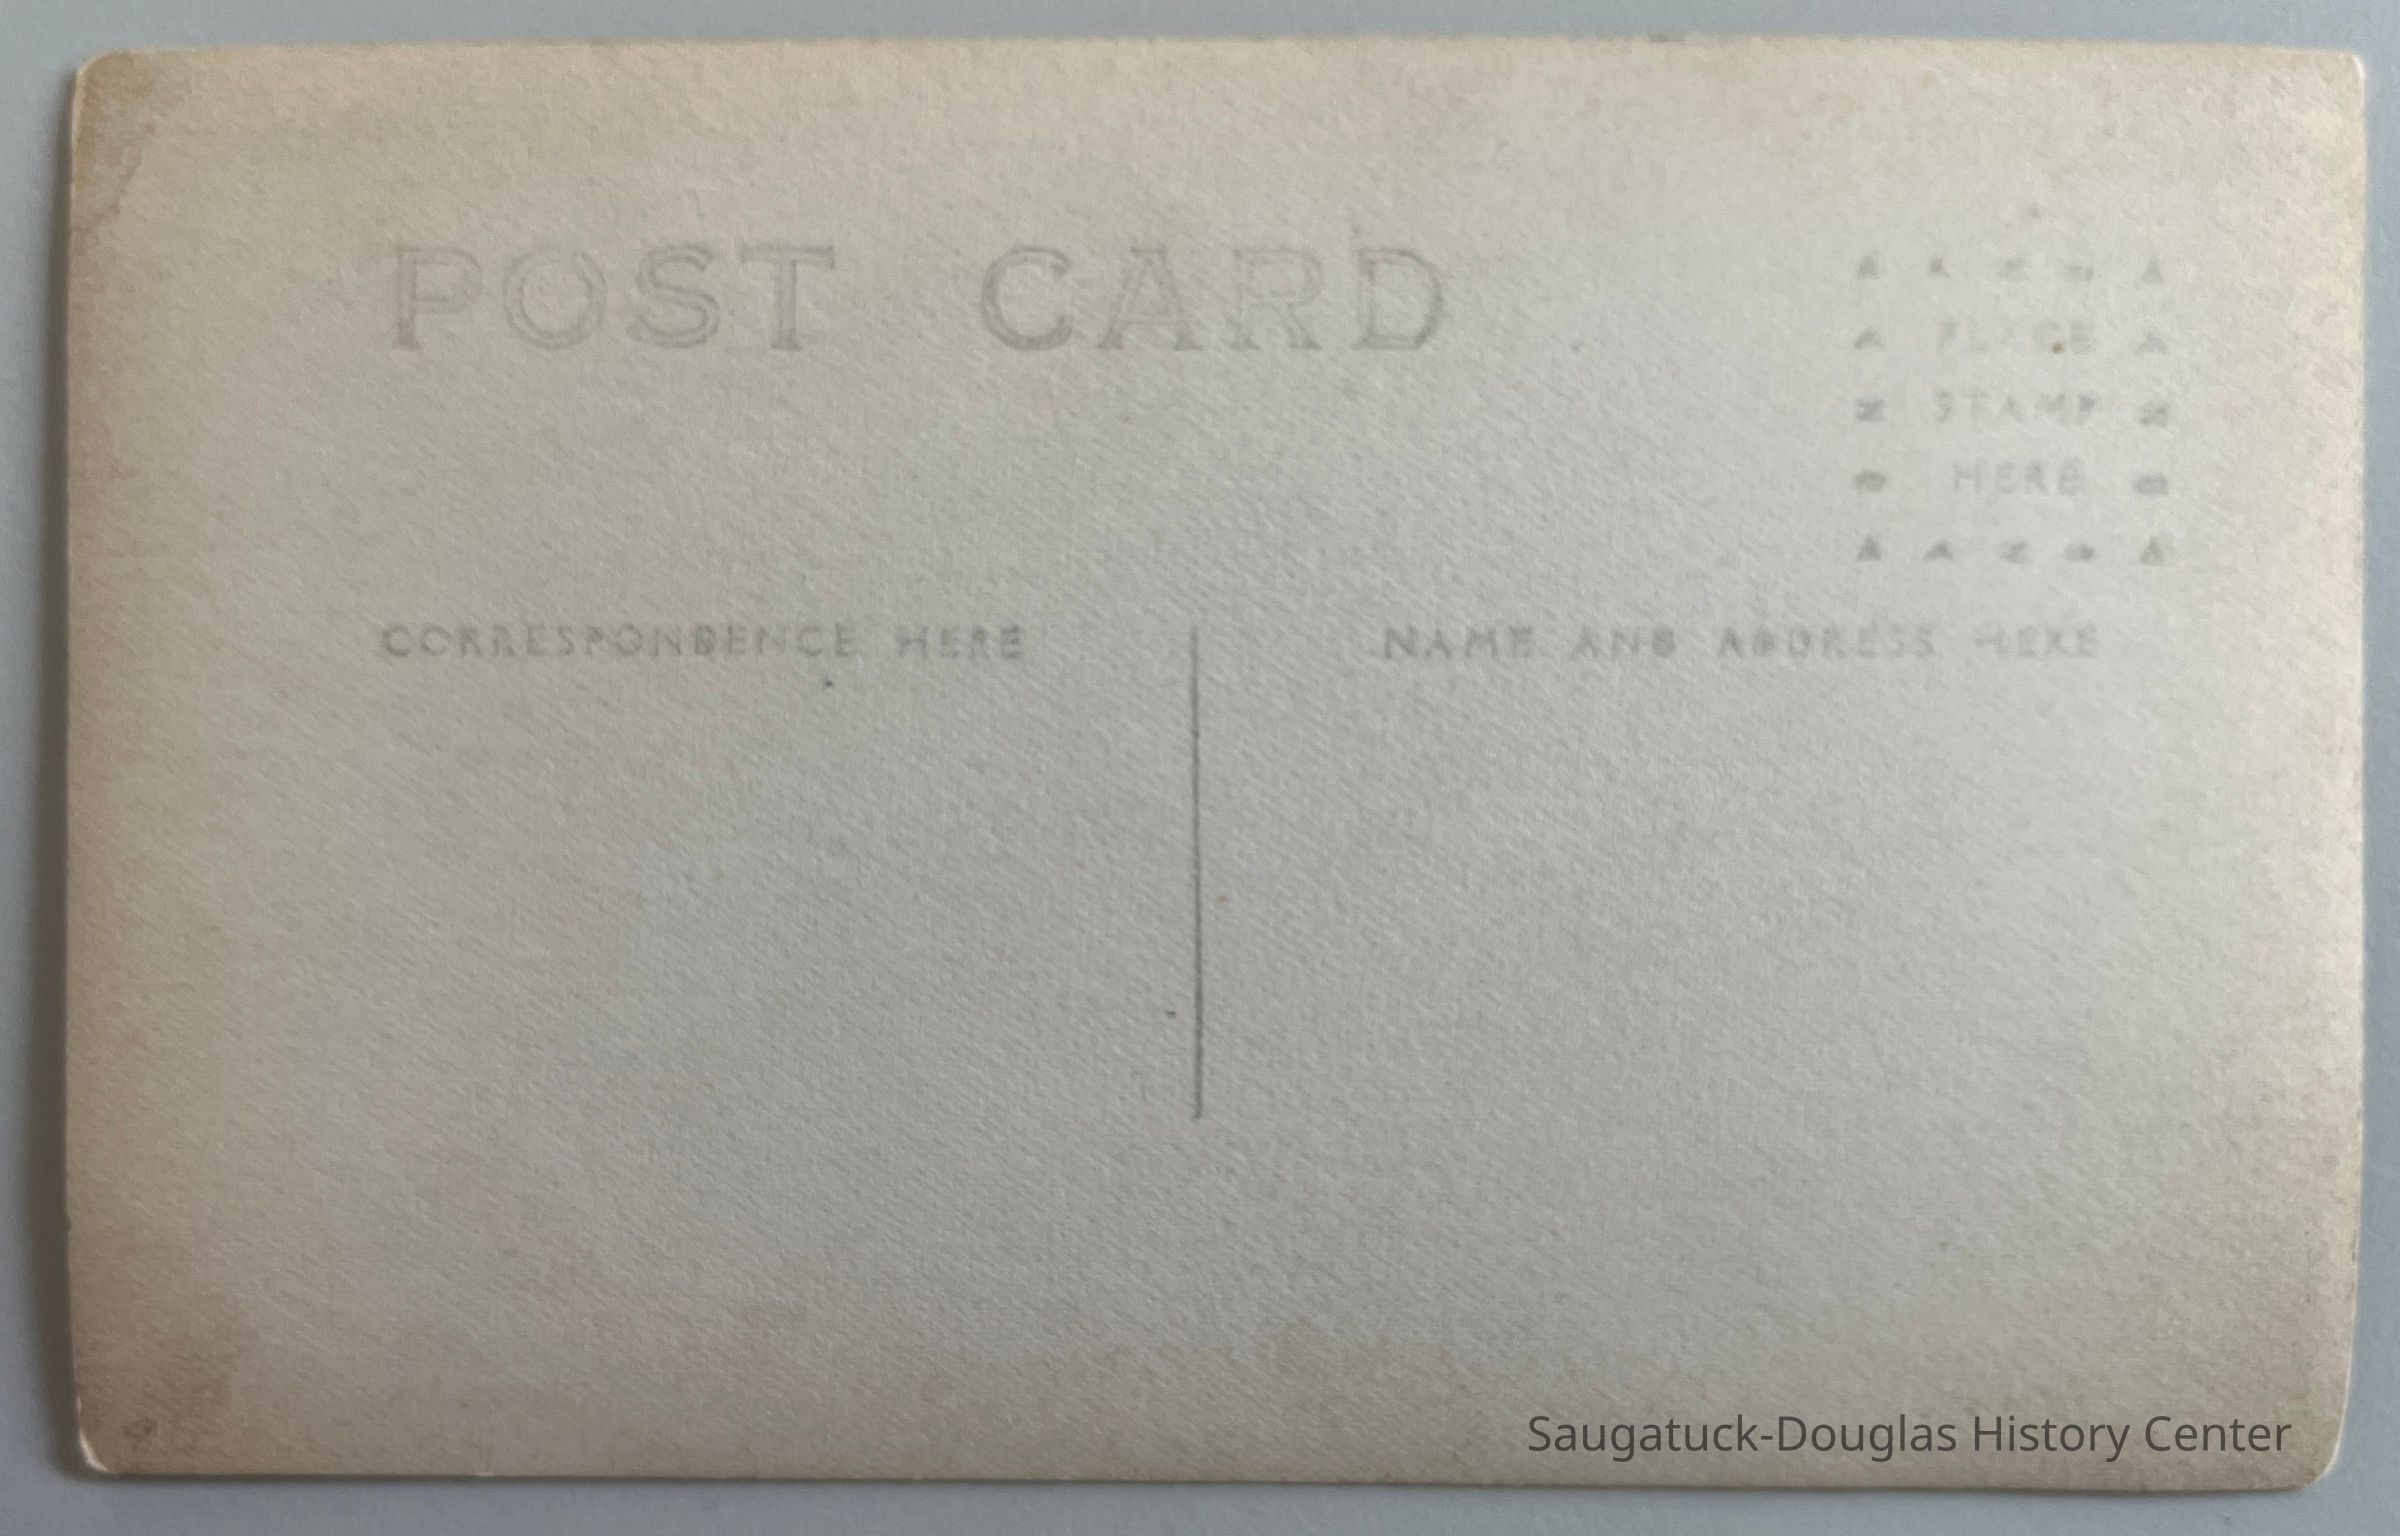 POST CARD
A A Z O A
A PLACE A
Z STAMP Z
O HERE O
A A Z O A
CORRESPONDENCE HERE
NAME AND ADDRESS HERE
Saugatuck-Douglas History Center